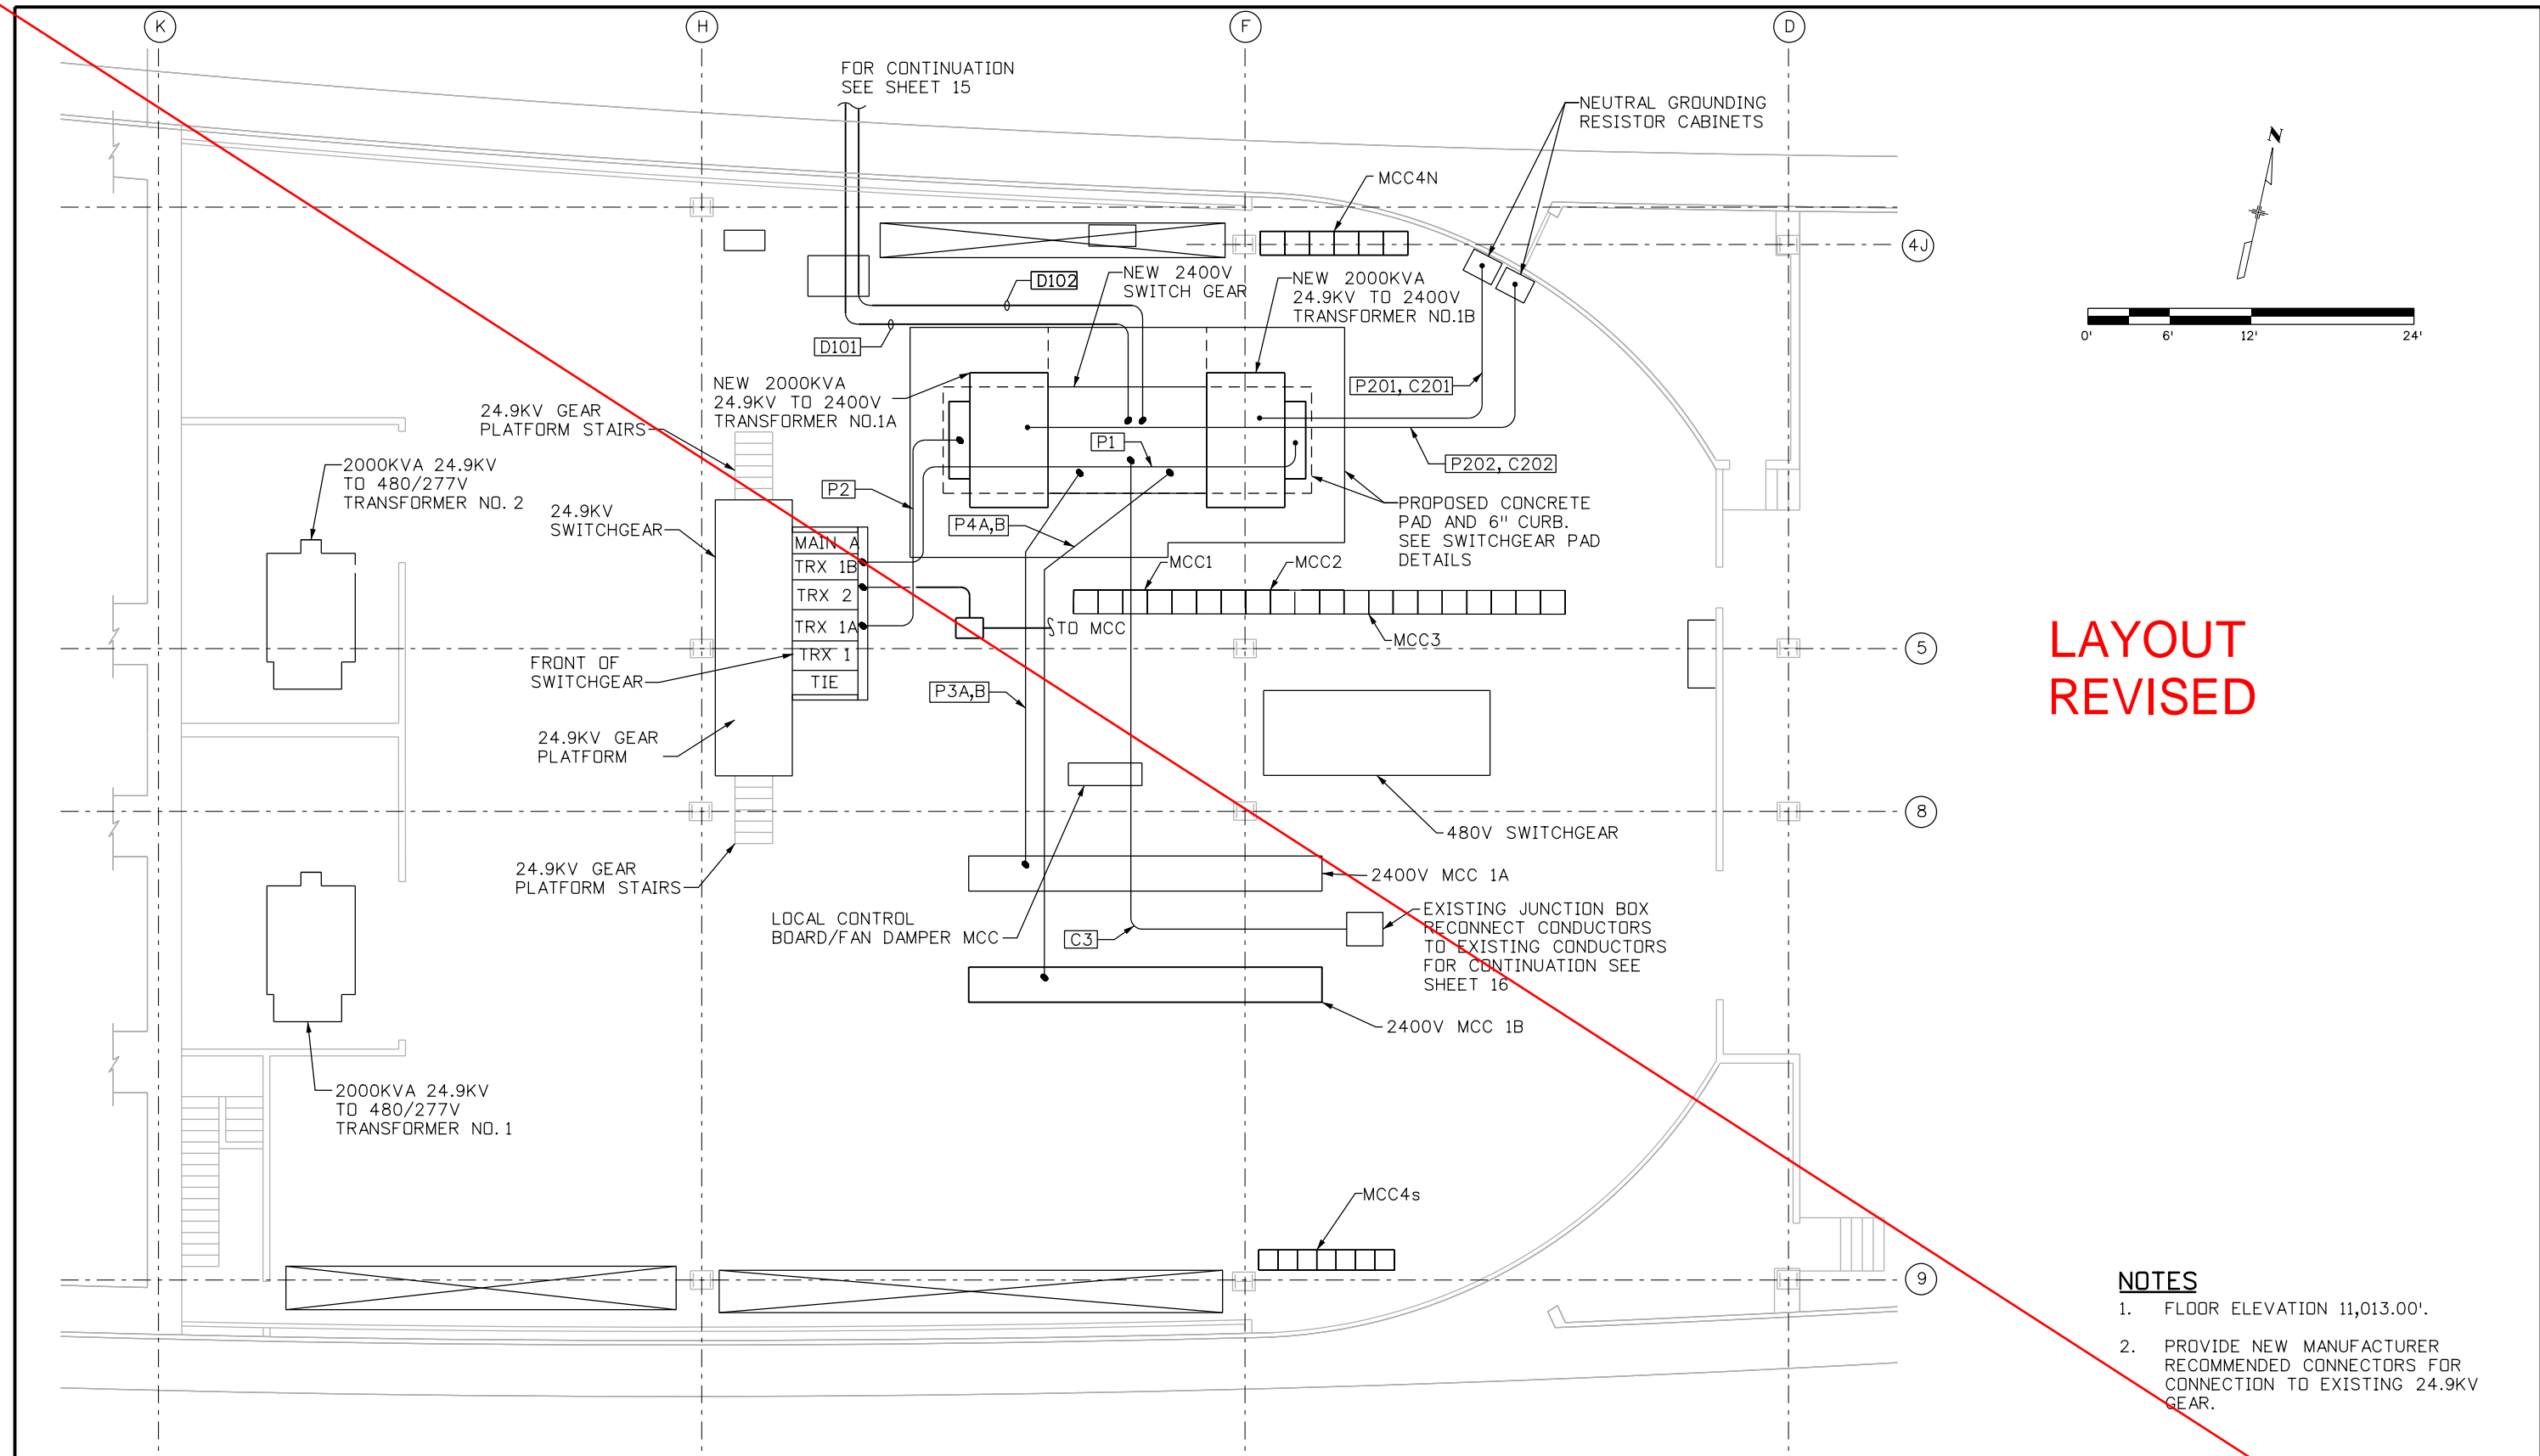 K
H
F
D
FOR CONTINUATION
SEE SHEET 15
NEUTRAL GROUNDING
RESISTOR CABINETS
N
MCC4N
4J
D102
NEW 2400V
SWITCH GEAR
NEW 2000KVA
24.9KV TO 2400V
TRANSFORMER NO.1B
0' 6' 12' 24'
D101
NEW 2000KVA
24.9KV TO 2400V
TRANSFORMER NO.1A
P201, C201
24.9KV GEAR
PLATFORM STAIRS
P1
P202, C202
2000KVA 24.9KV
TO 480/277V
TRANSFORMER NO. 2
P2
24.9KV
SWITCHGEAR
P4A,B
PROPOSED CONCRETE
PAD AND 6" CURB.
SEE SWITCHGEAR PAD
DETAILS
MAIN A
TRX 1B
TRX 2
TRX 1A
TRX 1
TIE
MCC1
MCC2
TO MCC
MCC3
5
LAYOUT
REVISED
FRONT OF
SWITCHGEAR
P3A,B
24.9KV GEAR
PLATFORM
8
480V SWITCHGEAR
24.9KV GEAR
PLATFORM STAIRS
2400V MCC 1A
LOCAL CONTROL
BOARD/FAN DAMPER MCC
C3
EXISTING JUNCTION BOX
RECONNECT CONDUCTORS
TO EXISTING CONDUCTORS
FOR CONTINUATION SEE
SHEET 16
2400V MCC 1B
2000KVA 24.9KV
TO 480/277V
TRANSFORMER NO. 1
MCC4s
9
NOTES
1. FLOOR ELEVATION 11,013.00'.
2. PROVIDE NEW MANUFACTURER
RECOMMENDED CONNECTORS FOR
CONNECTION TO EXISTING 24.9KV
GEAR.